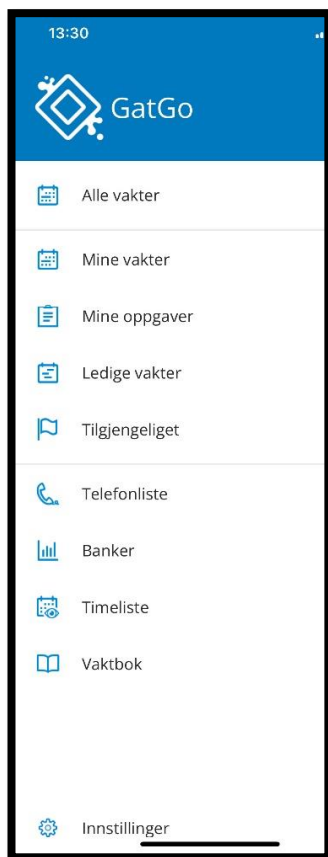 13:30
GatGo
Alle vakter
Mine vakter
Mine oppgaver
Ledige vakter
Tilgjengeliget
Telefonliste
Banker
Timeliste
Vaktbok
Innstillinger